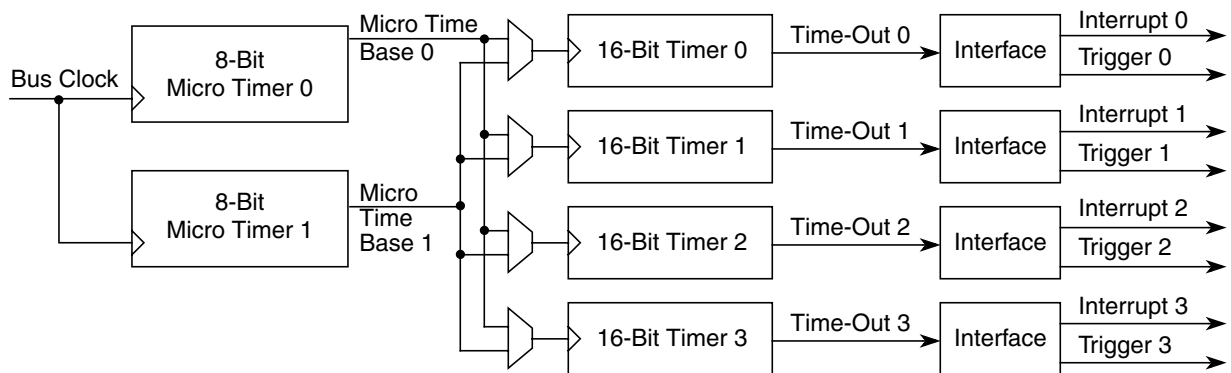 Bus Clock
8-Bit
Micro Timer 0
Micro Time
Base 0
8-Bit
Micro Timer 1
Micro
Time
Base 1
16-Bit Timer 0
Time-Out 0
Interface
Interrupt 0
Trigger 0
16-Bit Timer 1
Time-Out 1
Interface
Interrupt 1
Trigger 1
16-Bit Timer 2
Time-Out 2
Interface
Interrupt 2
Trigger 2
16-Bit Timer 3
Time-Out 3
Interface
Interrupt 3
Trigger 3